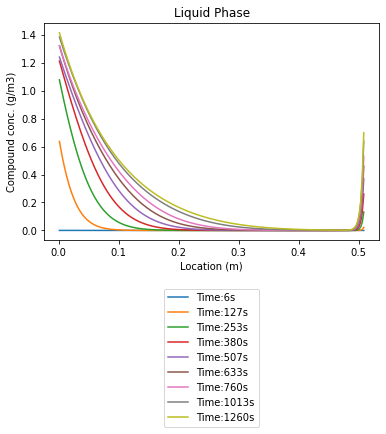 Liquid Phase
Compound conc. (g/m3)
1.4
1.2
1.0
0.8
0.6
0.4
0.2
0.0
0.0 0.1 0.2 0.3 0.4 0.5
Location (m)
Time:6s
Time:127s
Time:253s
Time:380s
Time:507s
Time:633s
Time:760s
Time:1013s
Time:1260s